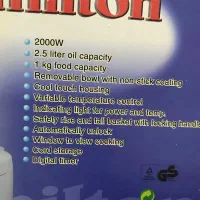 milton
2000W
2.5 liter oil capacity
1 kg food capacity
Removable bowl with non-stick coating
Cool touch housing
Variable temperature control
Indicating light for power and temp.
Safety rise and fall basket with locking handle
Automatically unlock
Window to view cooking
Cord storage
Digital timer